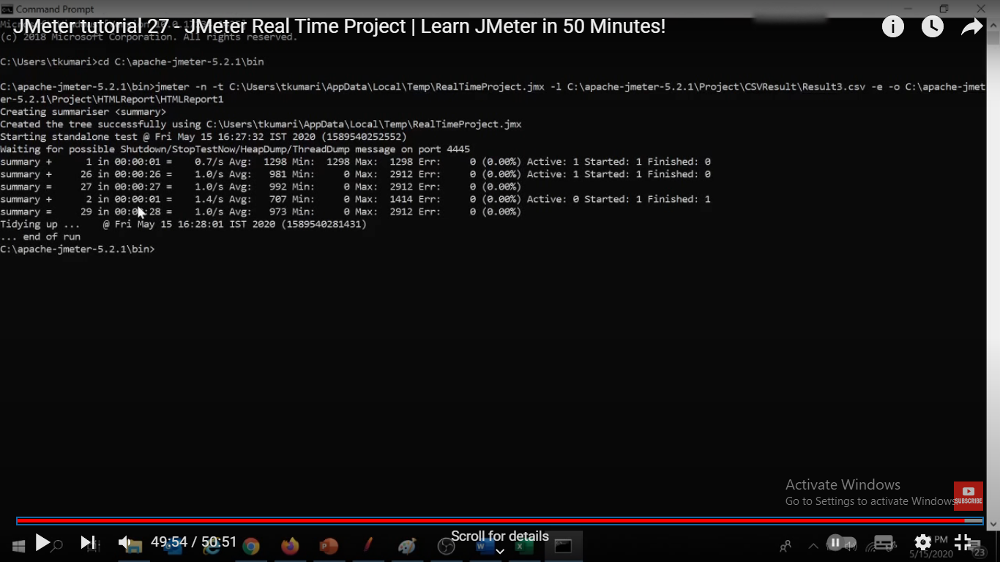 Command Prompt
JMeter tutorial 27 - JMeter Real Time Project | Learn JMeter in 50 Minutes!
(c) 2018 Microsoft Corporation. All rights reserved.
C:\Users\tkumari>cd C:\apache-jmeter-5.2.1\bin
C:\apache-jmeter-5.2.1\bin>jmeter -n -t C:\Users\tkumari\AppData\Local\Temp\RealTimeProject.jmx -l C:\apache-jmeter-5.2.1\Project\CSVResult\Result3.csv -e -o C:\apache-jmet
er-5.2.1\Project\HTMLReport\HTMLReport1
Creating summariser <summary>
Created the tree successfully using C:\Users\tkumari\AppData\Local\Temp\RealTimeProject.jmx
Starting standalone test @ Fri May 15 16:27:32 IST 2020 (1589540252552)
Waiting for possible Shutdown/StopTestNow/HeapDump/ThreadDump message on port 4445
summary + 1 in 00:00:01 = 0.7/s Avg: 1298 Min: 1298 Max: 1298 Err: 0 (0.00%) Active: 1 Started: 1 Finished: 0
summary + 26 in 00:00:26 = 1.0/s Avg: 981 Min: 0 Max: 2912 Err: 0 (0.00%) Active: 1 Started: 1 Finished: 0
summary = 27 in 00:00:27 = 1.0/s Avg: 992 Min: 0 Max: 2912 Err: 0 (0.00%)
summary + 2 in 00:00:01 = 1.4/s Avg: 707 Min: 0 Max: 1414 Err: 0 (0.00%) Active: 0 Started: 1 Finished: 1
summary = 29 in 00:00:28 = 1.0/s Avg: 973 Min: 0 Max: 2912 Err: 0 (0.00%)
Tidying up ... @ Fri May 15 16:28:01 IST 2020 (1589540281431)
... end of run
C:\apache-jmeter-5.2.1\bin>
Activate Windows
Go to Settings to activate Windows
SUBSCRIBE
Scroll for details
49:54 / 50:51
PM
5/15/2020
23